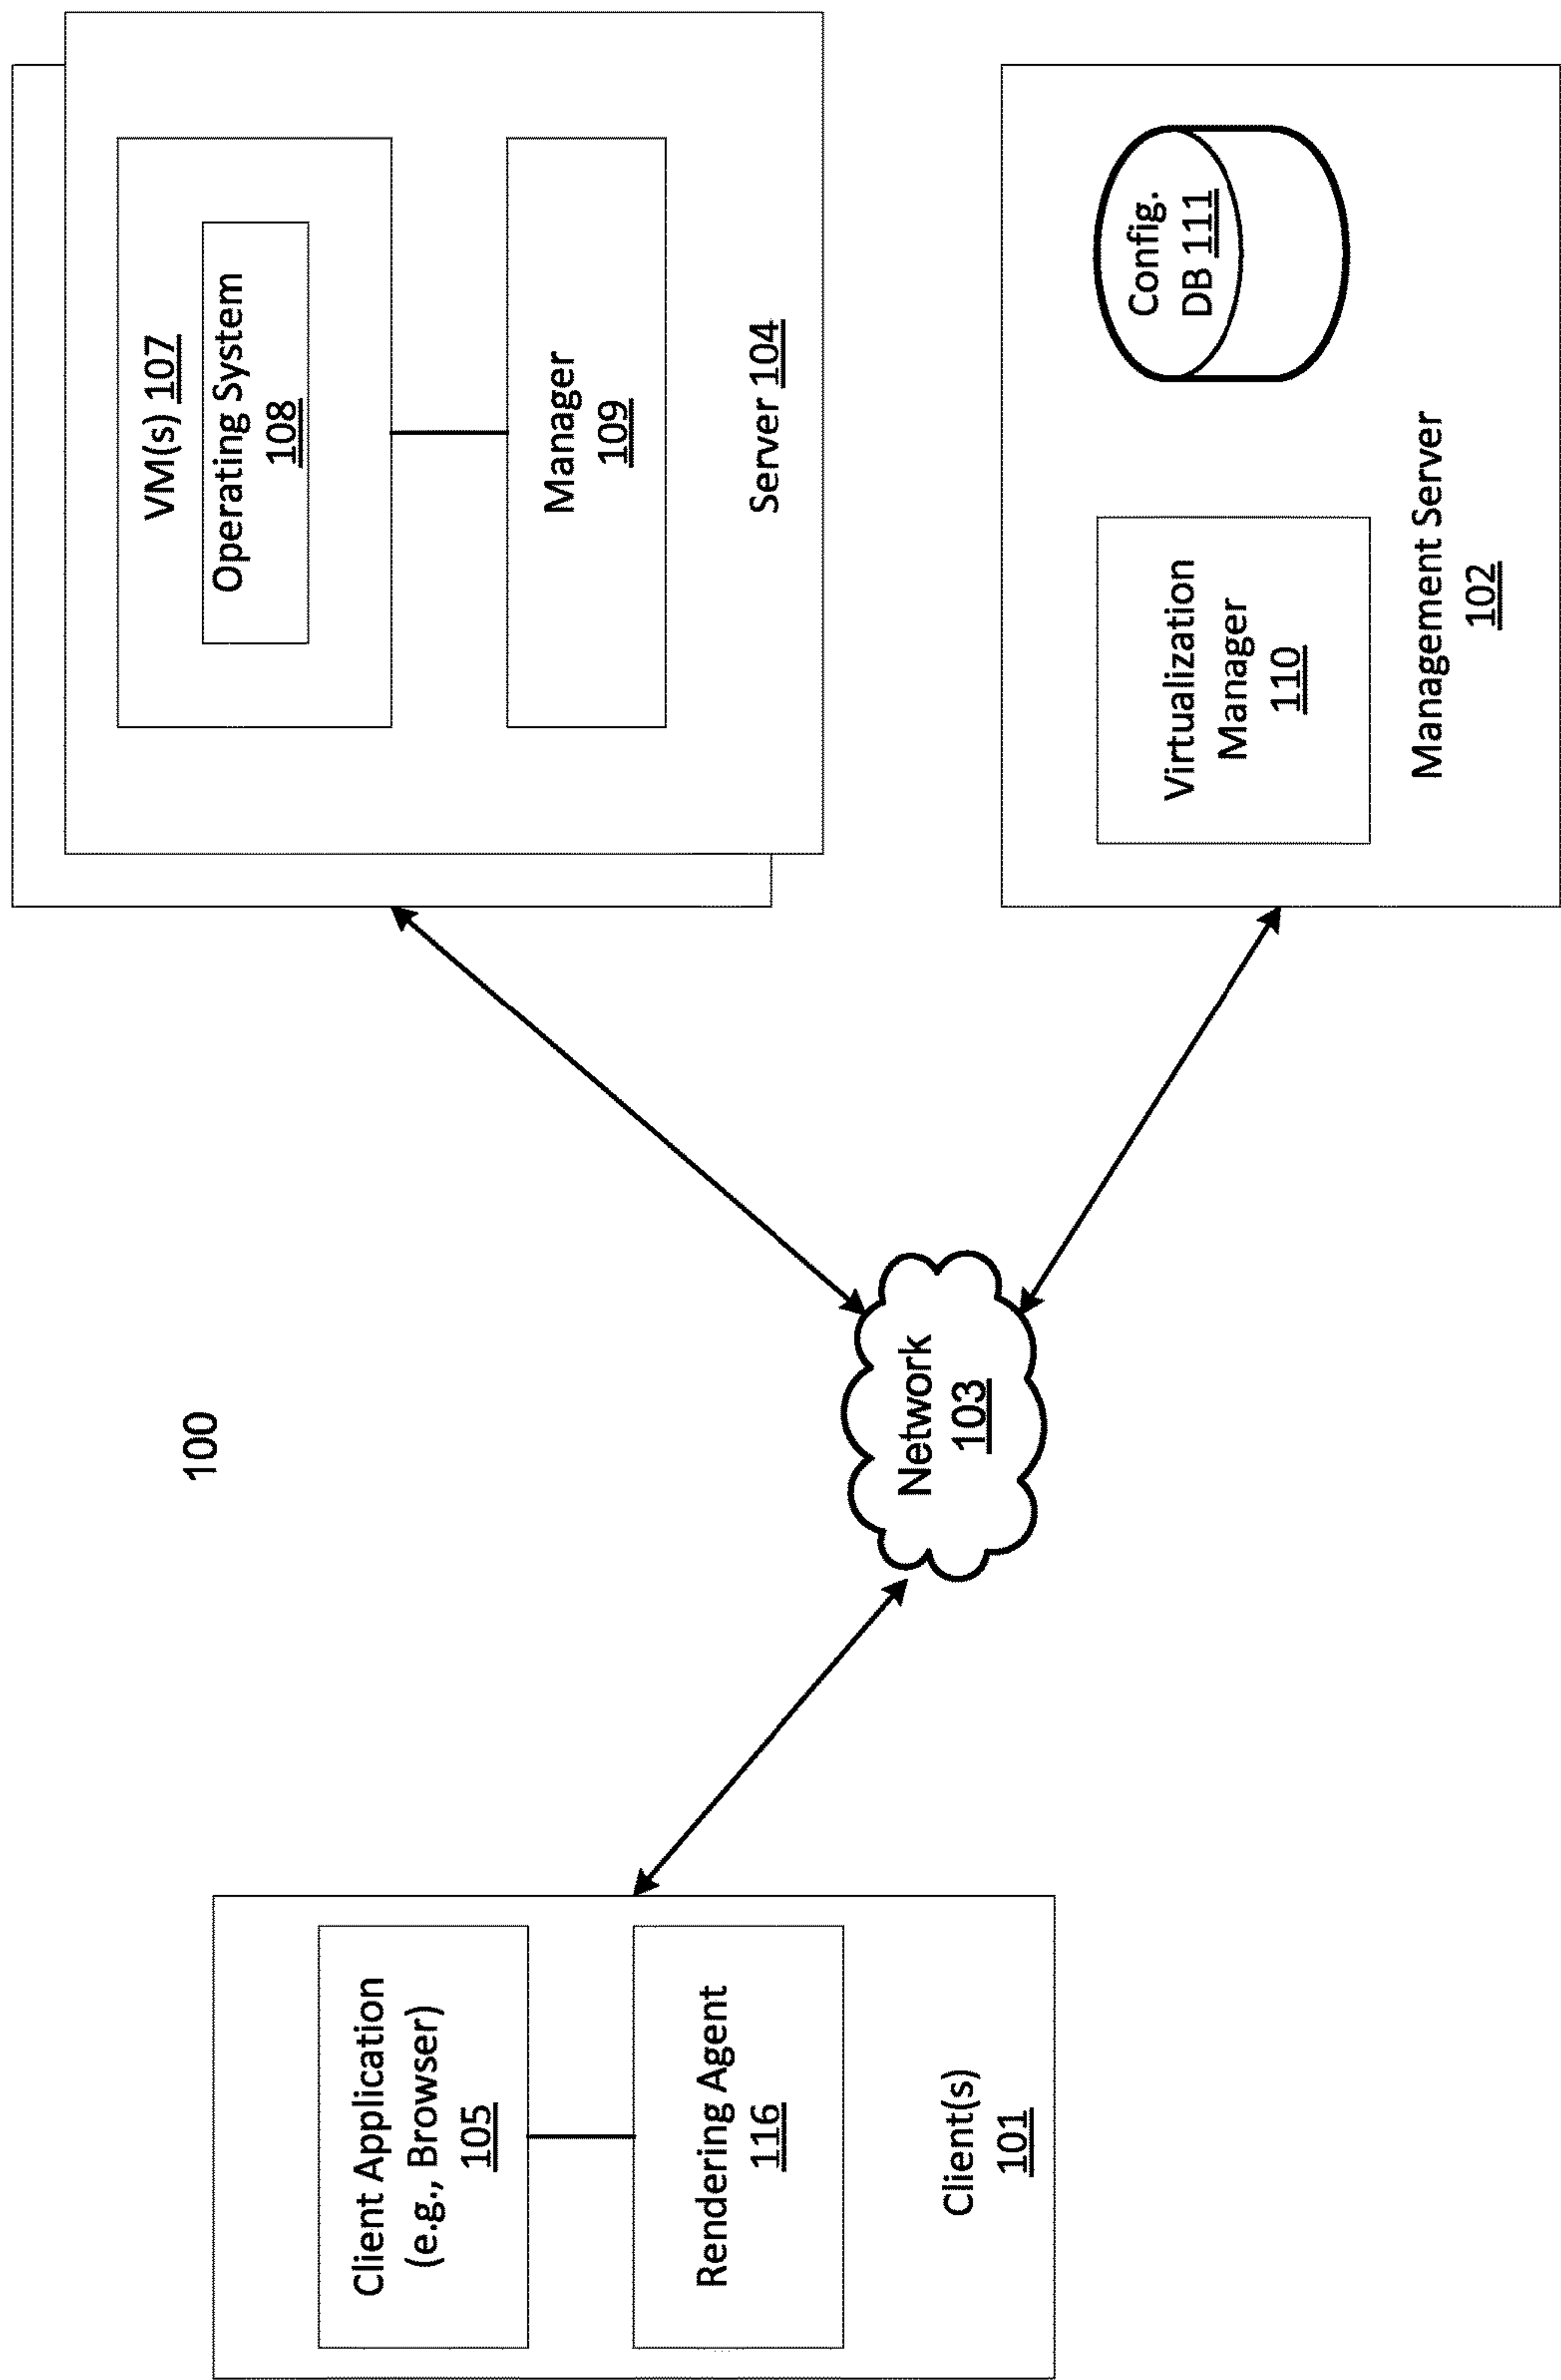 100
Client Application
(e.g., Browser)
105
Rendering Agent
116
Client(s)
101
Network
103
VM(s) 107
Operating System
108
Manager
109
Server 104
Virtualization
Manager
110
Config.
DB 111
Management Server
102